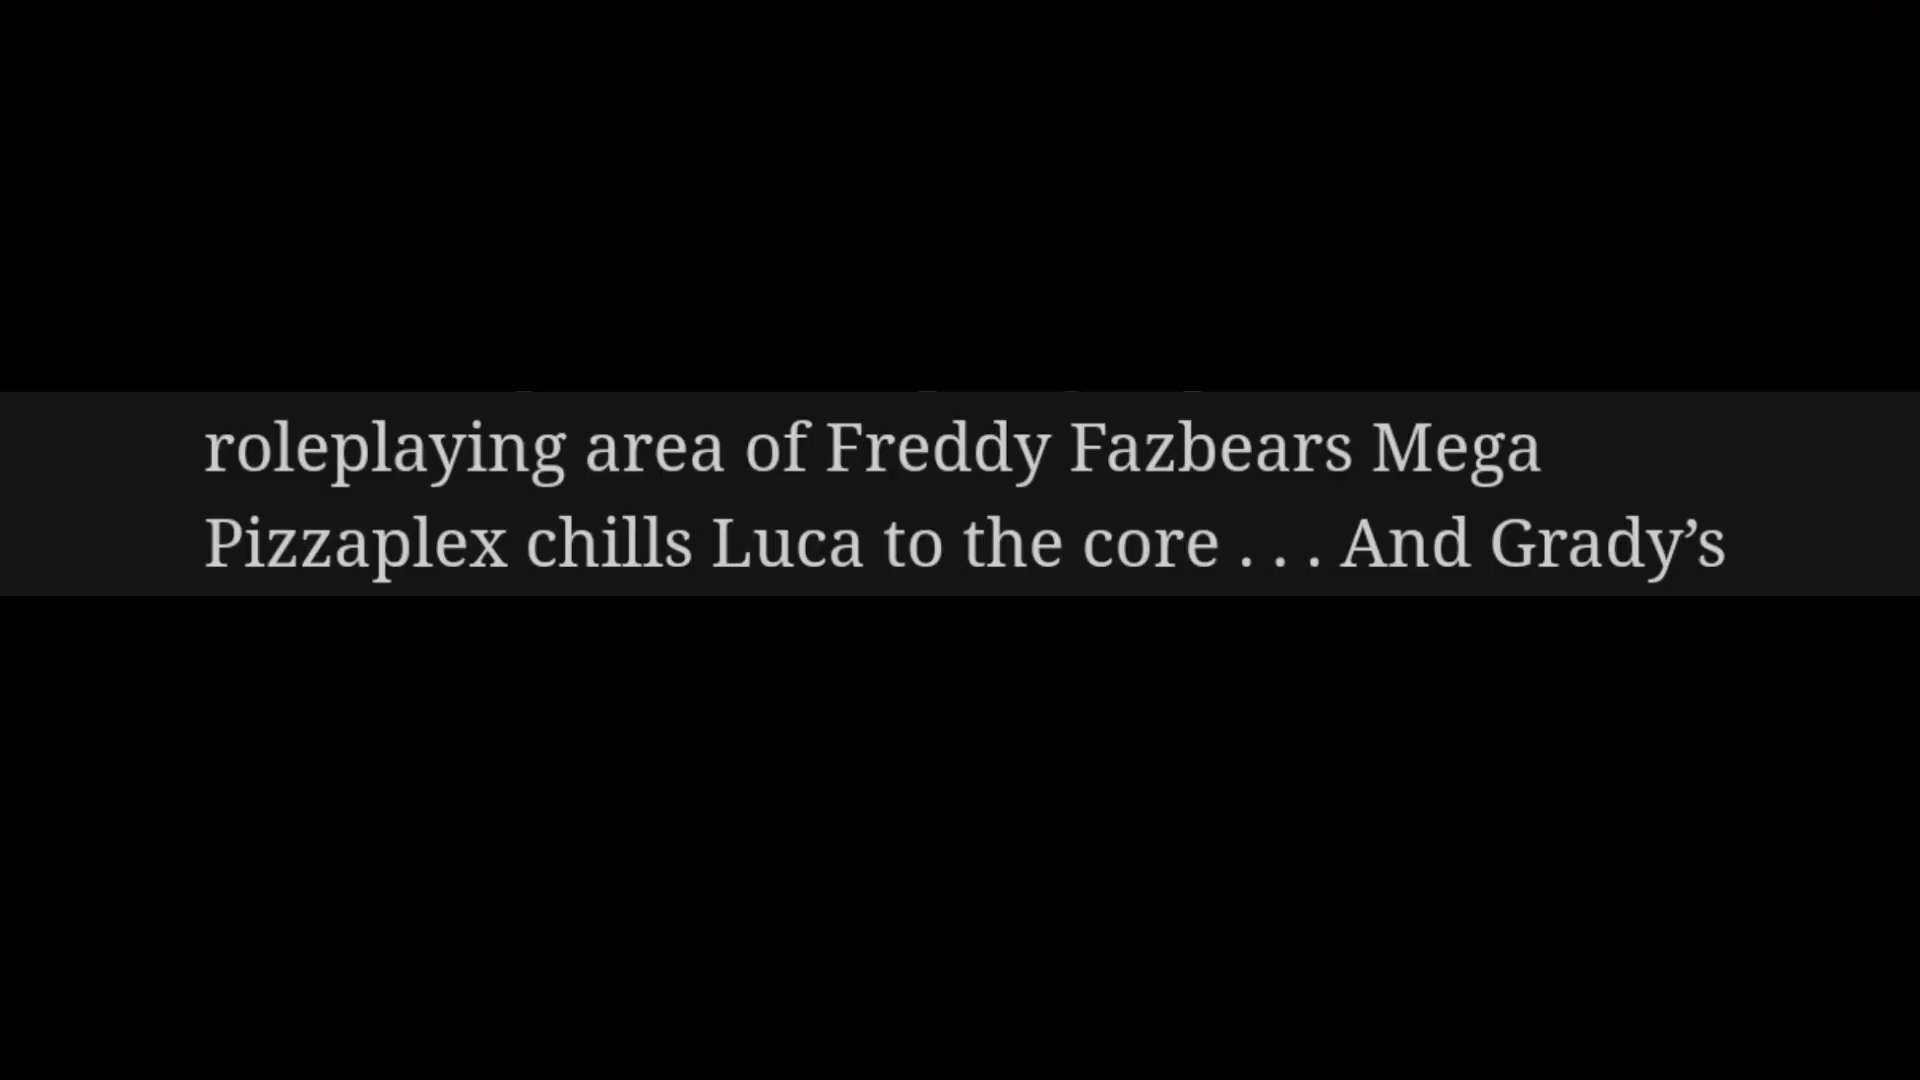 roleplaying area of Freddy Fazbears Mega
Pizzaplex chills Luca to the core . . . And Grady’s